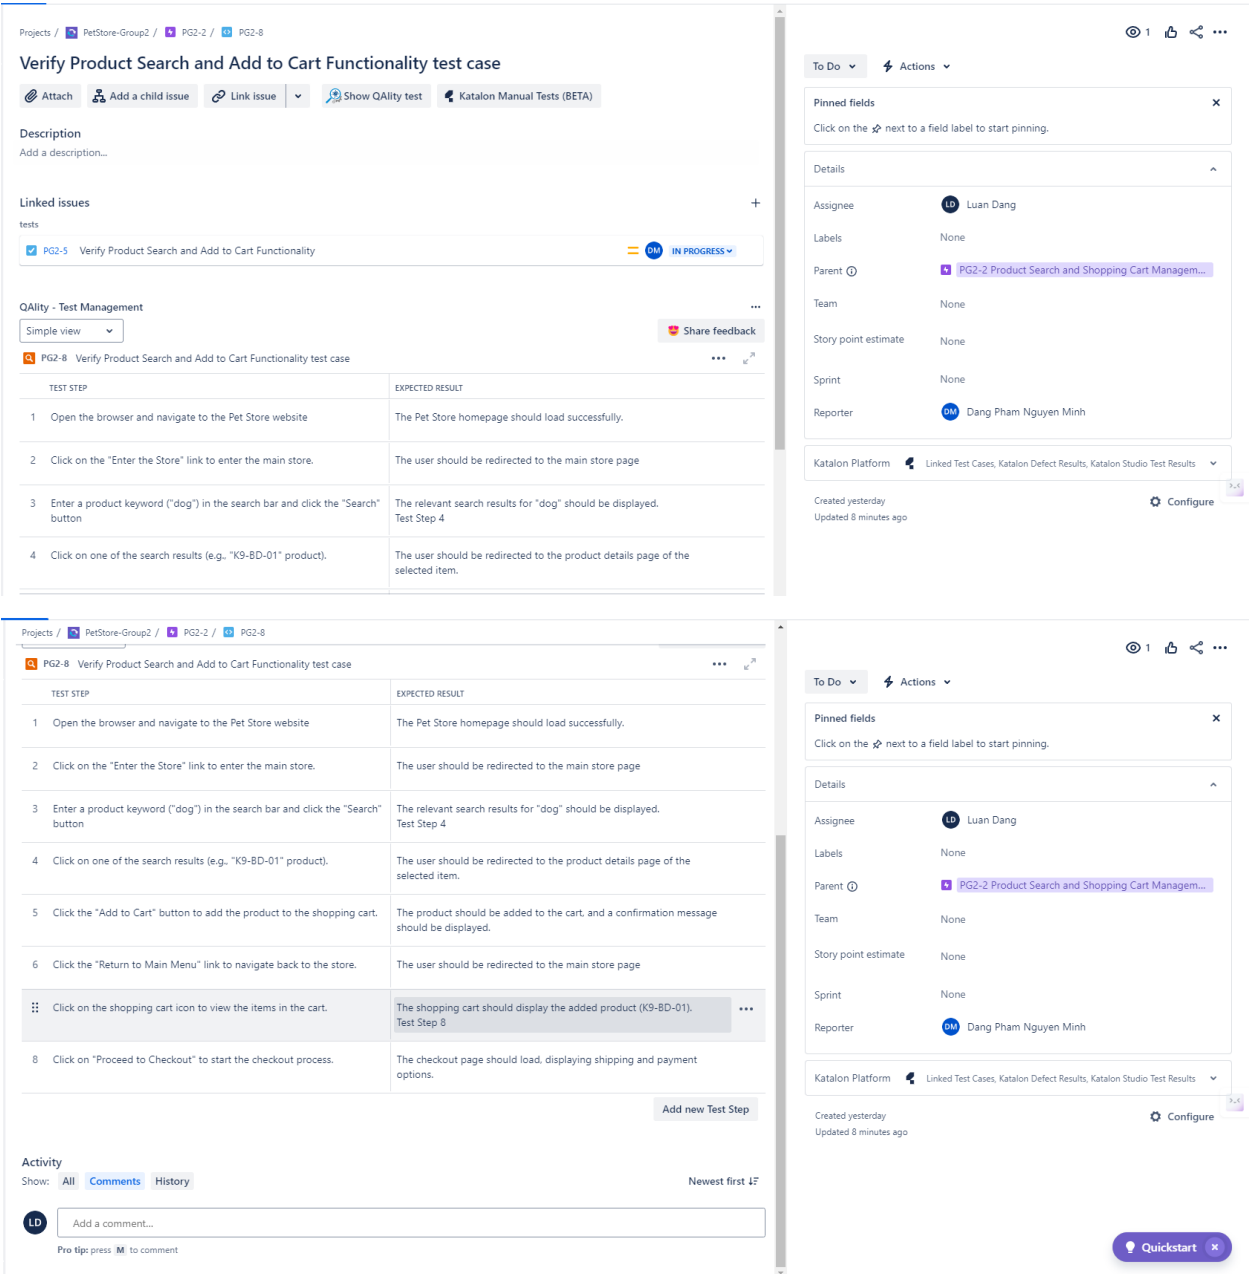 Projects / PetStore-Group2 / PG2-2 / PG2-8
1
Verify Product Search and Add to Cart Functionality test case
To Do
Actions
Attach
Add a child issue
Link issue
Show QAlity test
Katalon Manual Tests (BETA)
Pinned fields
Click on the next to a field label to start pinning.
Description
Add a description...
Details
Assignee
LD Luan Dang
Labels
None
Parent
PG2-2 Product Search and Shopping Cart Managem...
Team
None
Story point estimate
None
Sprint
None
Reporter
DM Dang Pham Nguyen Minh
Katalon Platform
Linked Test Cases, Katalon Defect Results, Katalon Studio Test Results
Created yesterday
Updated 8 minutes ago
Configure
Linked issues
tests
PG2-5 Verify Product Search and Add to Cart Functionality
DM
IN PROGRESS
QAlity - Test Management
Simple view
Share feedback
PG2-8 Verify Product Search and Add to Cart Functionality test case
TEST STEP
EXPECTED RESULT
1 Open the browser and navigate to the Pet Store website
The Pet Store homepage should load successfully.
2 Click on the "Enter the Store" link to enter the main store.
The user should be redirected to the main store page
3 Enter a product keyword ("dog") in the search bar and click the "Search"
button
The relevant search results for "dog" should be displayed.
Test Step 4
4 Click on one of the search results (e.g., "K9-BD-01" product).
The user should be redirected to the product details page of the
selected item.
Projects / PetStore-Group2 / PG2-2 / PG2-8
1
PG2-8 Verify Product Search and Add to Cart Functionality test case
TEST STEP
EXPECTED RESULT
1 Open the browser and navigate to the Pet Store website
The Pet Store homepage should load successfully.
2 Click on the "Enter the Store" link to enter the main store.
The user should be redirected to the main store page
3 Enter a product keyword ("dog") in the search bar and click the "Search"
button
The relevant search results for "dog" should be displayed.
Test Step 4
4 Click on one of the search results (e.g., "K9-BD-01" product).
The user should be redirected to the product details page of the
selected item.
5 Click the "Add to Cart" button to add the product to the shopping cart.
The product should be added to the cart, and a confirmation message
should be displayed.
6 Click the "Return to Main Menu" link to navigate back to the store.
The user should be redirected to the main store page
Click on the shopping cart icon to view the items in the cart.
The shopping cart should display the added product (K9-BD-01).
Test Step 8
8 Click on "Proceed to Checkout" to start the checkout process.
The checkout page should load, displaying shipping and payment
options.
Add new Test Step
Activity
Show: All Comments History
Newest first
LD
Add a comment...
Pro tip: press M to comment
To Do
Actions
Pinned fields
Click on the next to a field label to start pinning.
Details
Assignee
LD Luan Dang
Labels
None
Parent
PG2-2 Product Search and Shopping Cart Managem...
Team
None
Story point estimate
None
Sprint
None
Reporter
DM Dang Pham Nguyen Minh
Katalon Platform
Linked Test Cases, Katalon Defect Results, Katalon Studio Test Results
Created yesterday
Updated 8 minutes ago
Configure
Quickstart